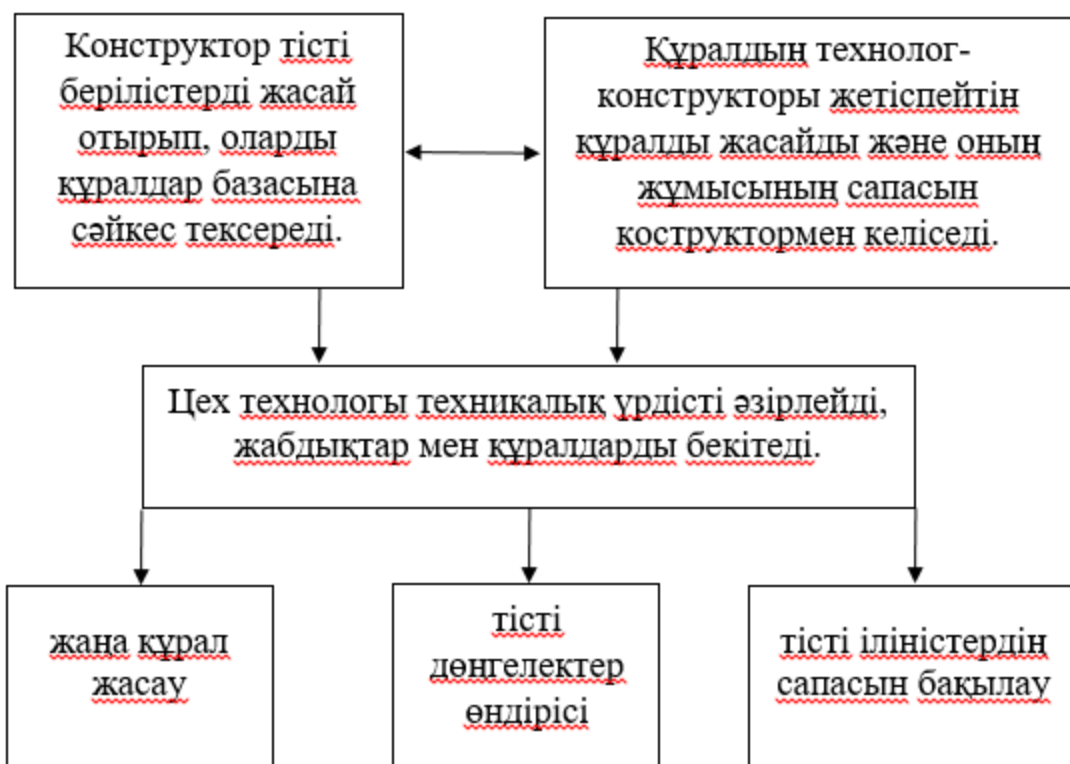 Конструктор тісті
берілістерді жасай
отырып, оларды
құралдар базасына
сәйкес тексереді.
Құралдың технолог-
конструкторы жетіспейтін
құралды жасайды және оның
жұмысының сапасын
коструктормен келіседі.
Цех технологы техникалық үрдісті әзірлейді,
жабдықтар мен құралдарды бекітеді.
жаңа құрал
жасау
тісті
дөңгелектер
өндірісі
тісті іліністердің
сапасын бақылау